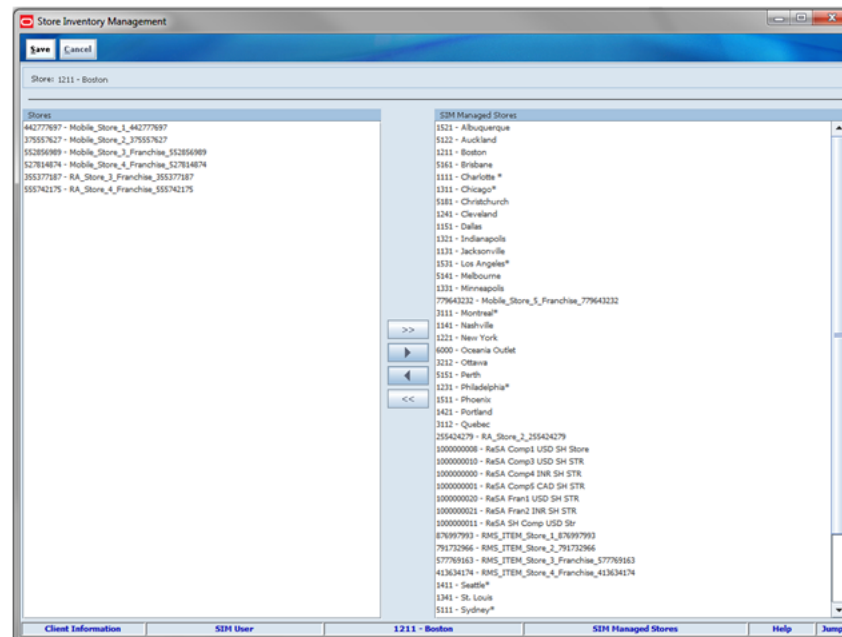 Store Inventory Management
Save Cancel
Store: 1211 - Boston
Stores
442777697 - Mobile_Store_1_442777697
375557627 - Mobile_Store_2_375557627
552856989 - Mobile_Store_3_Franchise_552856989
527814874 - Mobile_Store_4_Franchise_527814874
355377187 - RA_Store_3_Franchise_355377187
555742175 - RA_Store_4_Franchise_555742175
>>
<<
SIM Managed Stores
1521 - Albuquerque
5122 - Auckland
1211 - Boston
5161 - Brisbane
1111 - Charlotte *
1311 - Chicago*
5181 - Christchurch
1241 - Cleveland
1151 - Dallas
1321 - Indianapolis
1131 - Jacksonville
1531 - Los Angeles*
5141 - Melbourne
1331 - Minneapolis
779643232 - Mobile_Store_5_Franchise_779643232
3111 - Montreal*
1141 - Nashville
1221 - New York
6000 - Oceania Outlet
3212 - Ottawa
5151 - Perth
1231 - Philadelphia*
1511 - Phoenix
1421 - Portland
3112 - Quebec
255424279 - RA_Store_2_255424279
1000000008 - ReSA Comp1 USD SH Store
1000000010 - ReSA Comp3 USD SH STR
1000000000 - ReSA Comp4 INR SH STR
1000000001 - ReSA Comp5 CAD SH STR
1000000020 - ReSA Fran1 USD SH STR
1000000021 - ReSA Fran2 INR SH STR
1000000011 - ReSA SH Comp USD Str
876997993 - RMS_ITEM_Store_1_876997993
791732966 - RMS_ITEM_Store_2_791732966
577769163 - RMS_ITEM_Store_3_Franchise_577769163
413634174 - RMS_ITEM_Store_4_Franchise_413634174
1411 - Seattle*
1341 - St. Louis
5111 - Sydney*
Client Information SIM User 1211 - Boston SIM Managed Stores Help Jump